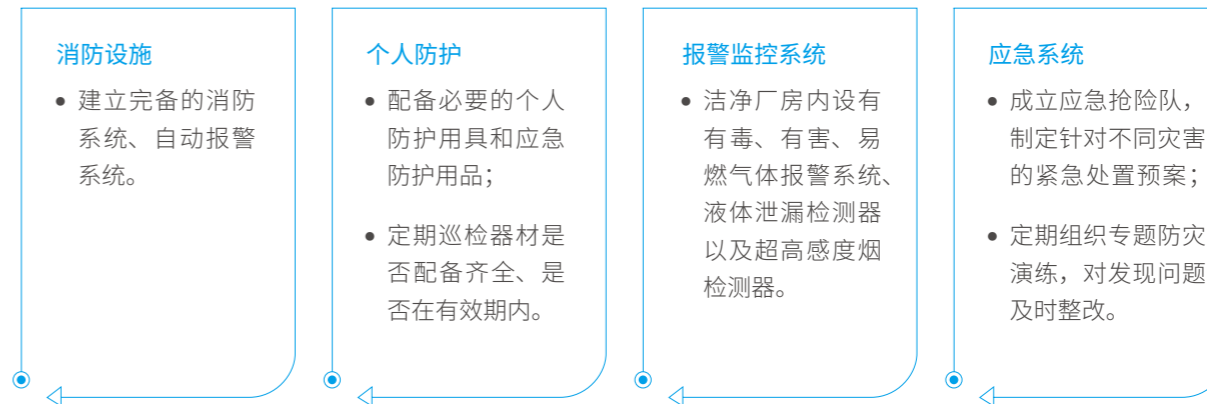 消防设施
• 建立完备的消防
系统、自动报警
系统。
个人防护
• 配备必要的个人
防护用具和应急
防护用品；
• 定期巡检器材是
否配备齐全、是
否在有效期内。
报警监控系统
• 洁净厂房内设有
有毒、有害、易
燃气体报警系统、
液体泄漏检测器
以及超高感度烟
检测器。
应急系统
• 成立应急抢险队，
制定针对不同灾害
的紧急处置预案；
• 定期组织专题防灾
演练，对发现问题
及时整改。